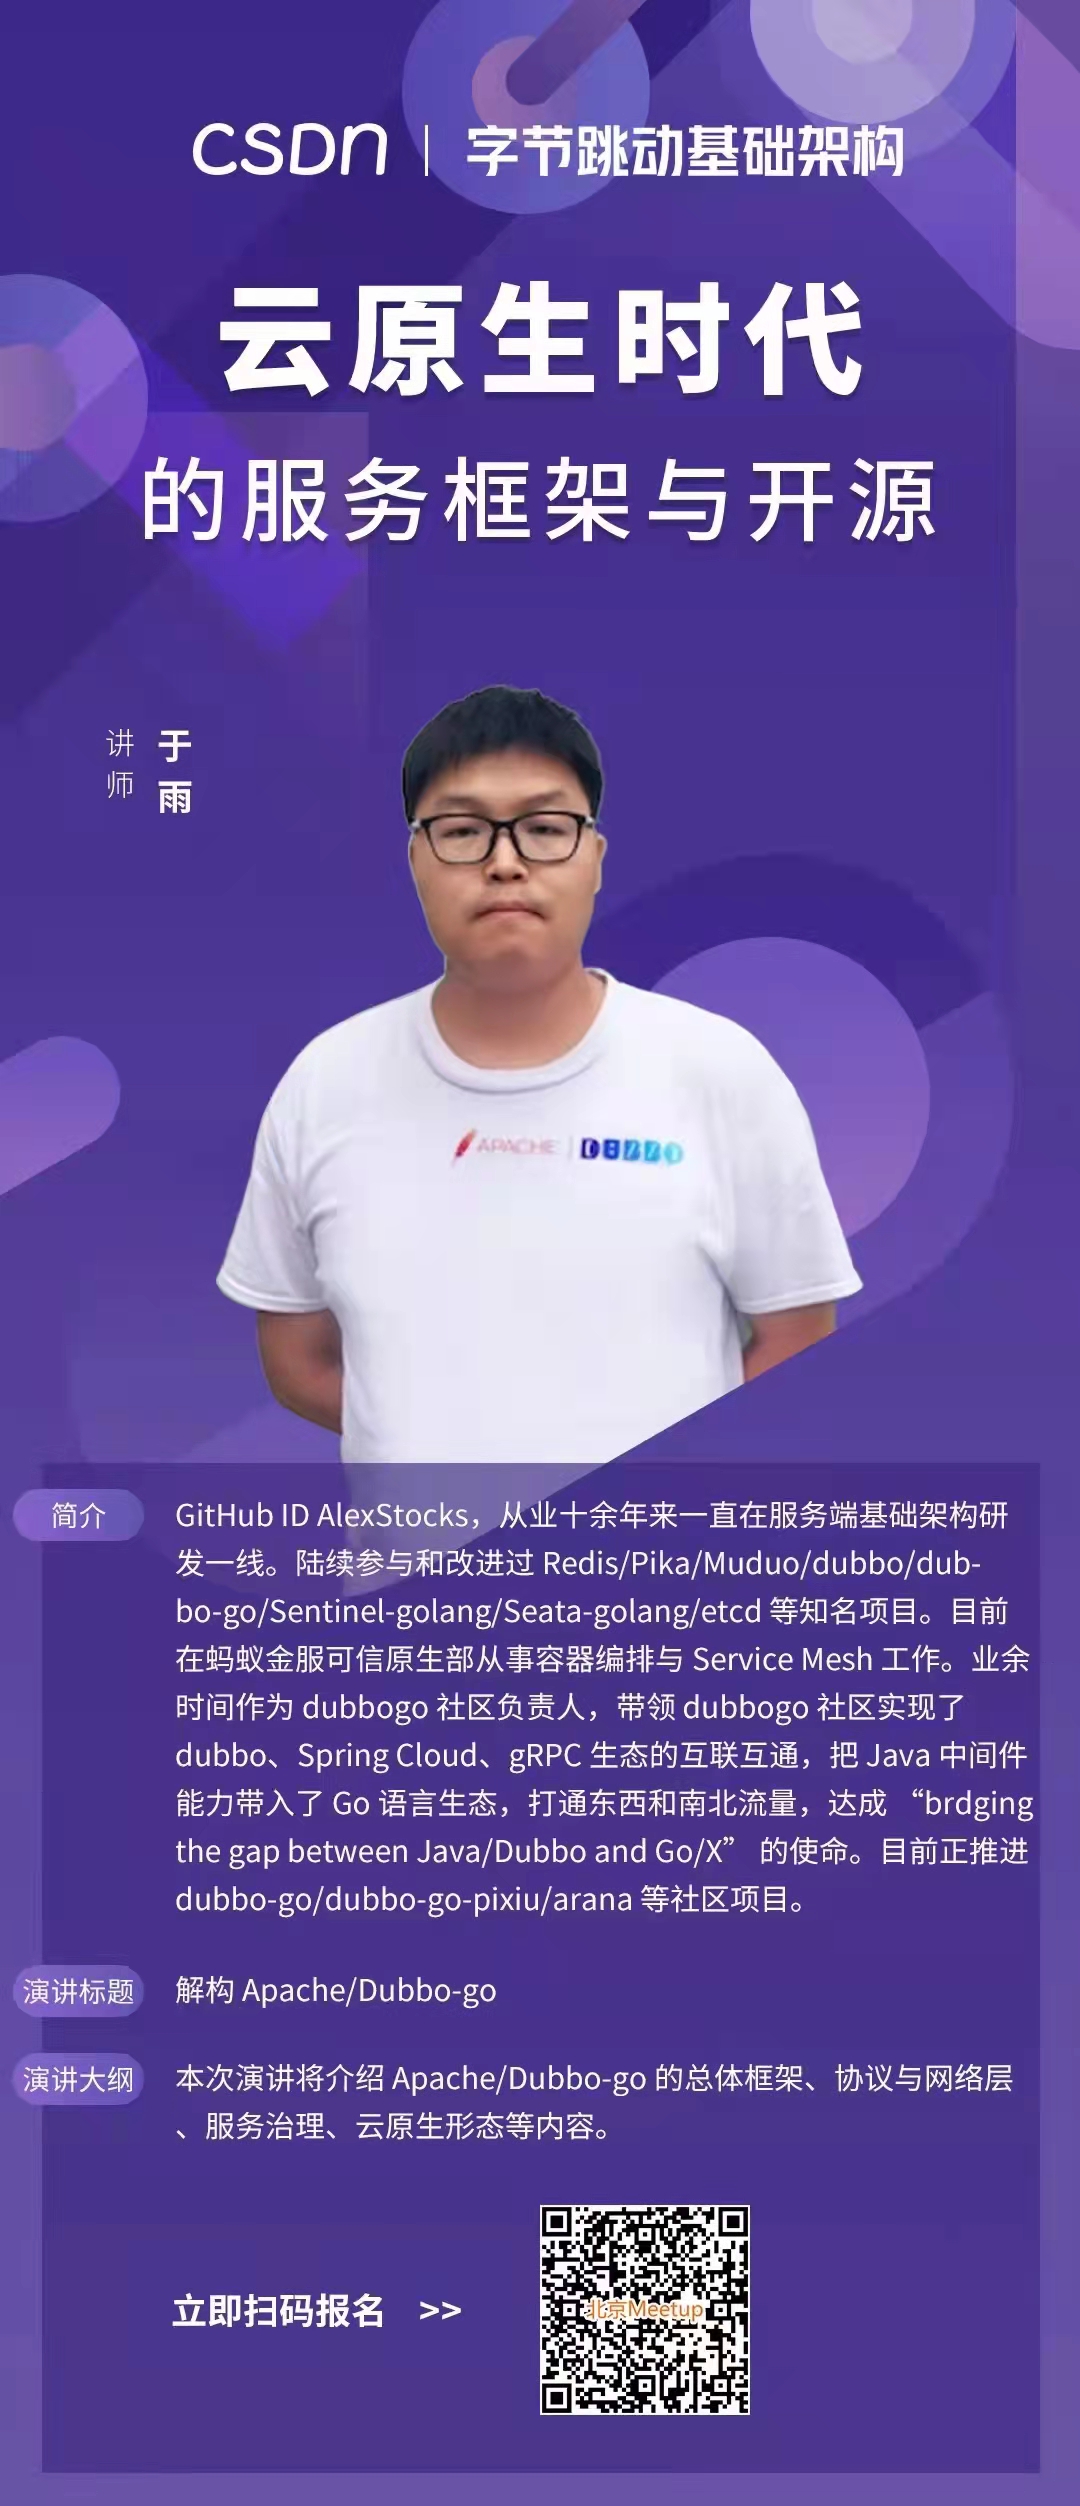 CSDN | 字节跳动基础架构
云原生时代
的服务框架与开源
讲师
于雨
APACHE | DUBBO
简介
GitHub ID AlexStocks，从业十余年来一直在服务端基础架构研
发一线。陆续参与和改进过 Redis/Pika/Muduo/dubbo/dub-
bo-go/Sentinel-golang/Seata-golang/etcd 等知名项目。目前
在蚂蚁金服可信原生部从事容器编排与 Service Mesh 工作。业余
时间作为 dubbogo 社区负责人，带领 dubbogo 社区实现了
dubbo、Spring Cloud、gRPC 生态的互联互通，把 Java 中间件
能力带入了 Go 语言生态，打通东西和南北流量，达成 “brdging
the gap between Java/Dubbo and Go/X” 的使命。目前正推进
dubbo-go/dubbo-go-pixiu/arana 等社区项目。
演讲标题
解构 Apache/Dubbo-go
演讲大纲
本次演讲将介绍 Apache/Dubbo-go 的总体框架、协议与网络层
、服务治理、云原生形态等内容。
立即扫码报名 >>
北京Meetup